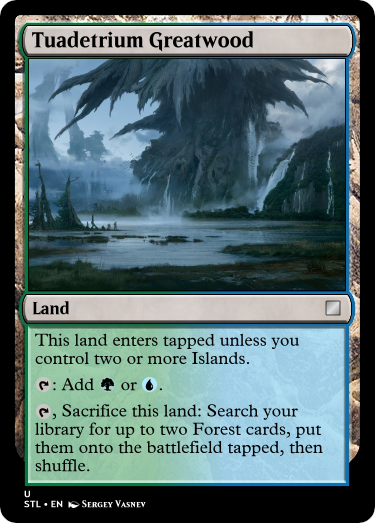 Tuadetrium Greatwood
Land
This land enters tapped unless you
control two or more Islands.
: Add or .
, Sacrifice this land: Search your
library for up to two Forest cards, put
them onto the battlefield tapped, then
shuffle.
U
STL • EN Sergey Vasnev